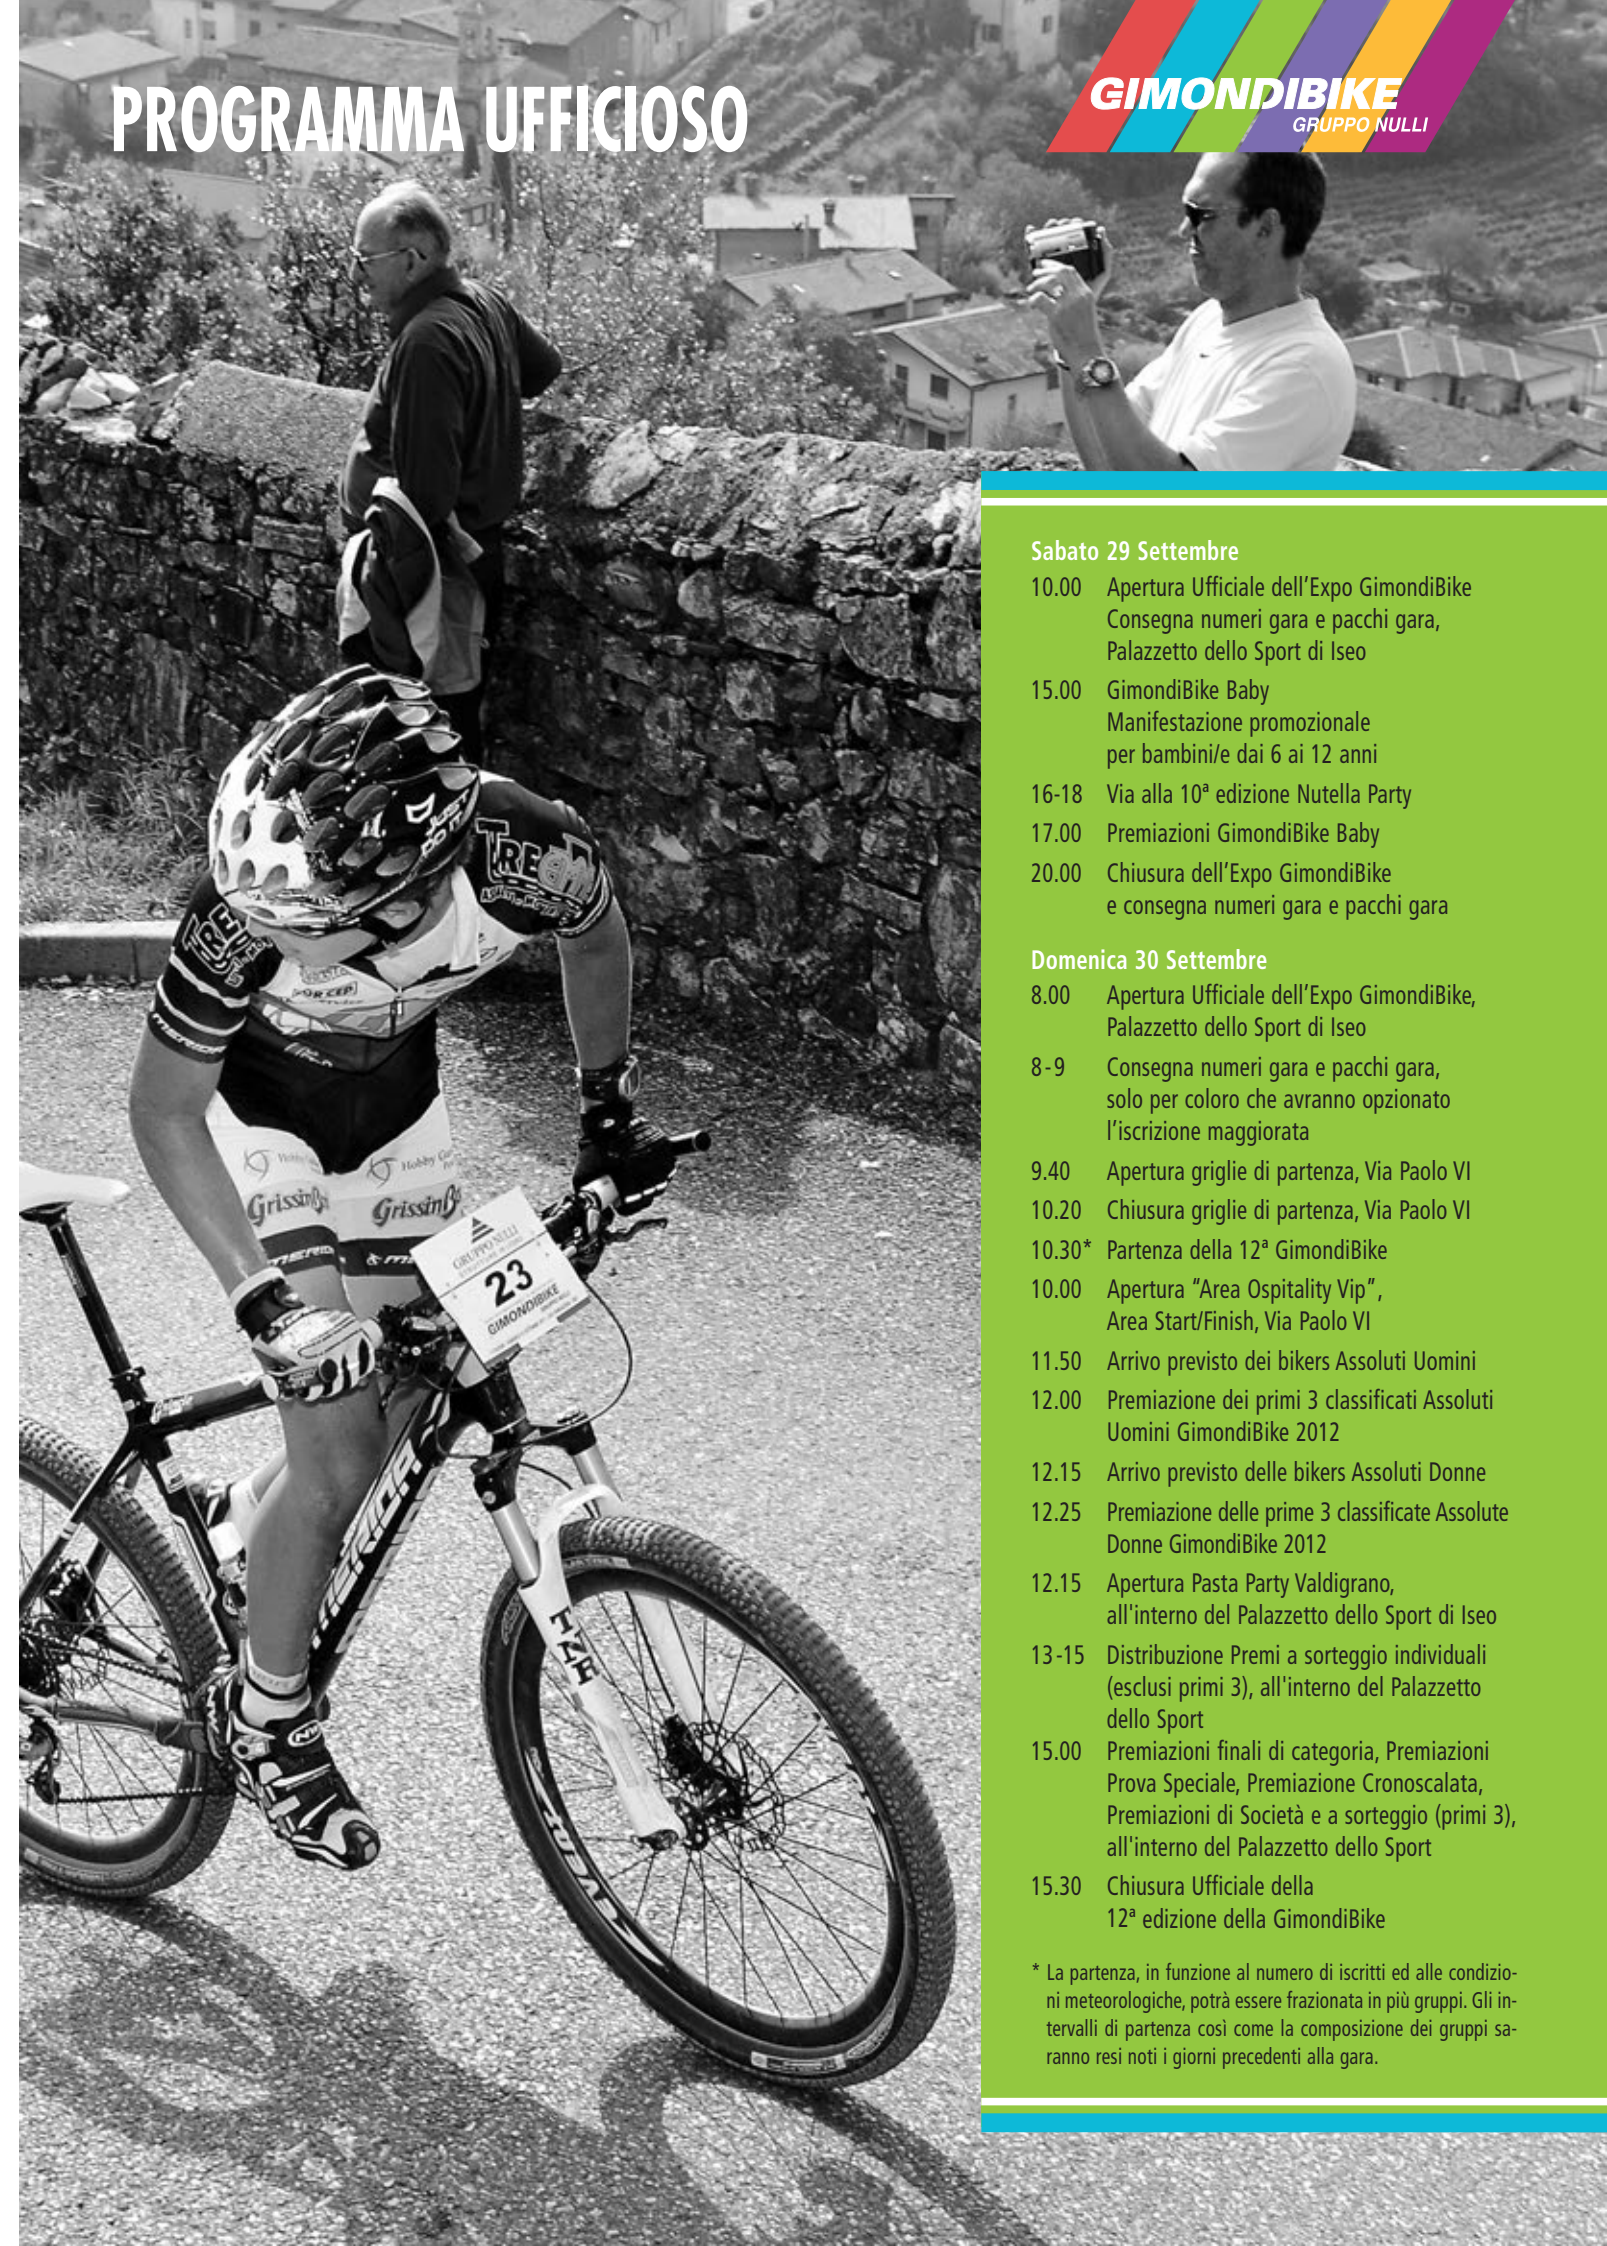 PROGRAMMA UFFICIOSO
GIMONDIBIKE
GRUPPO NULLI
Sabato 29 Settembre
10.00 Apertura Ufficiale dell'Expo GimondiBike
Consegna numeri gara e pacchi gara,
Palazzetto dello Sport di Iseo
15.00 GimondiBike Baby
Manifestazione promozionale
per bambini/e dai 6 ai 12 anni
16-18 Via alla 10ª edizione Nutella Party
17.00 Premiazioni GimondiBike Baby
20.00 Chiusura dell'Expo GimondiBike
e consegna numeri gara e pacchi gara
Domenica 30 Settembre
8.00 Apertura Ufficiale dell'Expo GimondiBike,
Palazzetto dello Sport di Iseo
8-9 Consegna numeri gara e pacchi gara,
solo per coloro che avranno opzionato
l'iscrizione maggiorata
9.40 Apertura griglie di partenza, Via Paolo VI
10.20 Chiusura griglie di partenza, Via Paolo VI
10.30* Partenza della 12ª GimondiBike
10.00 Apertura “Area Ospitality Vip”,
Area Start/Finish, Via Paolo VI
11.50 Arrivo previsto dei bikers Assoluti Uomini
12.00 Premiazione dei primi 3 classificati Assoluti
Uomini GimondiBike 2012
12.15 Arrivo previsto delle bikers Assoluti Donne
12.25 Premiazione delle prime 3 classificate Assolute
Donne GimondiBike 2012
12.15 Apertura Pasta Party Valdigrano,
all'interno del Palazzetto dello Sport di Iseo
13-15 Distribuzione Premi a sorteggio individuali
(esclusi primi 3), all'interno del Palazzetto
dello Sport
15.00 Premiazioni finali di categoria, Premiazioni
Prova Speciale, Premiazione Cronoscalata,
Premiazioni di Società e a sorteggio (primi 3),
all'interno del Palazzetto dello Sport
15.30 Chiusura Ufficiale della
12ª edizione della GimondiBike
* La partenza, in funzione al numero di iscritti ed alle condizio-
ni meteorologiche, potrà essere frazionata in più gruppi. Gli in-
tervalli di partenza così come la composizione dei gruppi sa-
ranno resi noti i giorni precedenti alla gara.
JUST
DO IT
MERIDA
GRUPPO NULLI
23
GIMONDIBIKE
MERIDA